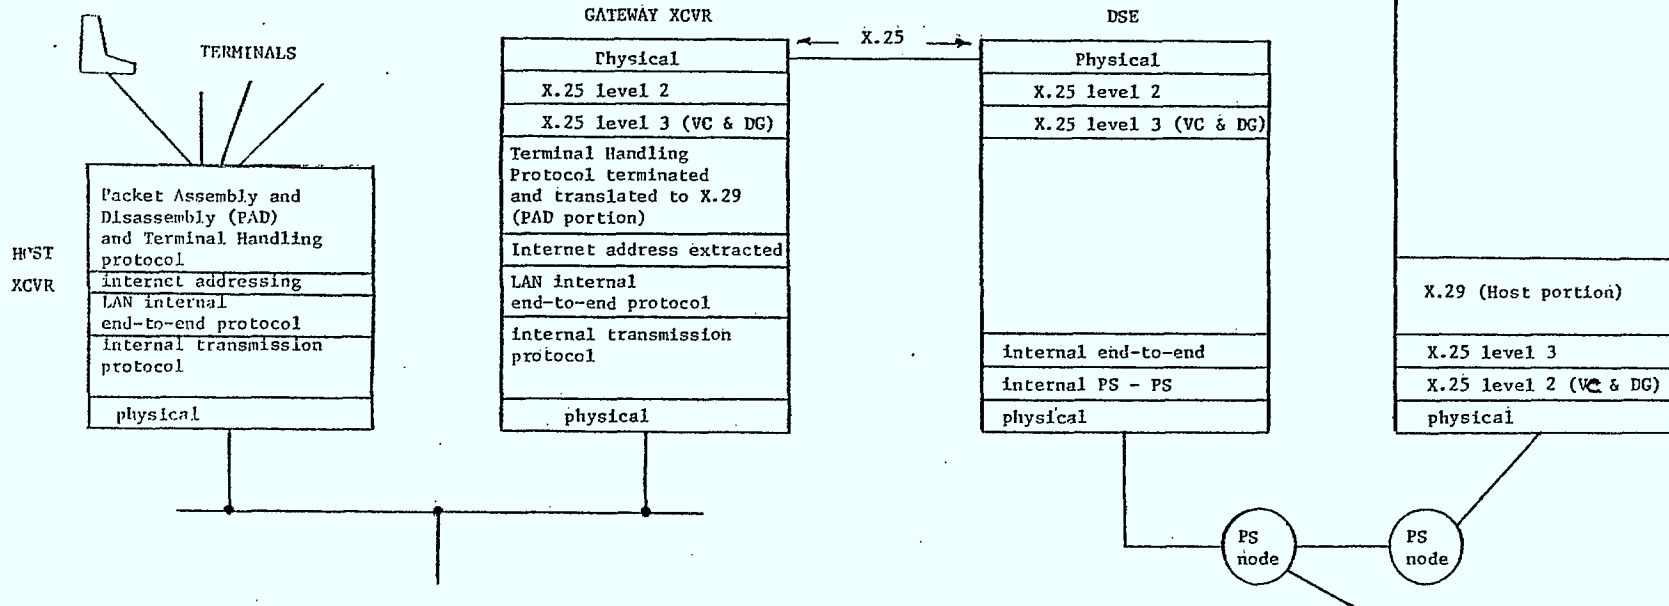 GATEWAY XCVR
DSE
TERMINALS
X.25
HOST
XCVR
Packet Assembly and
Disassembly (PAD)
and Terminal Handling
protocol
internet addressing
LAN internal
end-to-end protocol
internal transmission
protocol
physical
Physical
X.25 level 2
X.25 level 3 (VC & DG)
Terminal Handling
Protocol terminated
and translated to X.29
(PAD portion)
Internet address extracted
LAN internal
end-to-end protocol
internal transmission
protocol
physical
Physical
X.25 level 2
X.25 level 3 (VC & DG)
internal end-to-end
internal PS - PS
physical
X.29 (Host portion)
X.25 level 3
X.25 level 2 (VC & DG)
physical
PS
node
PS
node